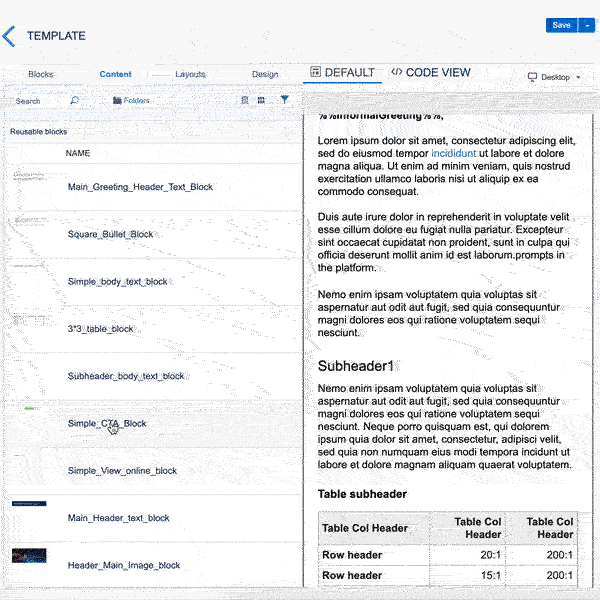 TEMPLATE
Save
Blocks
Content
Layouts
Design
DEFAULT
</> CODE VIEW
Desktop
Search
Folders
Reusable blocks
NAME
Main_Greeting_Header_Text_Block
Square_Bullet_Block
Simple_body_text_block
3*3_table_block
Subheader_body_text_block
Simple_CTA_Block
Simple_View_online_block
Main_Header_text_block
Header_Main_Image_block
%%InformalGreeting%%,
Lorem ipsum dolor sit amet, consectetur adipiscing elit,
sed do eiusmod tempor incididunt ut labore et dolore
magna aliqua. Ut enim ad minim veniam, quis nostrud
exercitation ullamco laboris nisi ut aliquip ex ea
commodo consequat.
Duis aute irure dolor in reprehenderit in voluptate velit
esse cillum dolore eu fugiat nulla pariatur. Excepteur
sint occaecat cupidatat non proident, sunt in culpa qui
officia deserunt mollit anim id est laborum.prompts in
the platform.
Nemo enim ipsam voluptatem quia voluptas sit
aspernatur aut odit aut fugit, sed quia consequuntur
magni dolores eos qui ratione voluptatem sequi
nesciunt.
Subheader1
Nemo enim ipsam voluptatem quia voluptas sit
aspernatur aut odit aut fugit, sed quia consequuntur
magni dolores eos qui ratione voluptatem sequi
nesciunt. Neque porro quisquam est, qui dolorem
ipsum quia dolor sit amet, consectetur, adipisci velit,
sed quia non numquam eius modi tempora incidunt ut
labore et dolore magnam aliquam quaerat voluptatem.
Table subheader
Table Col Header
Table Col Header
Table Col Header
Row header 20:1 200:1
Row header 15:1 200:1